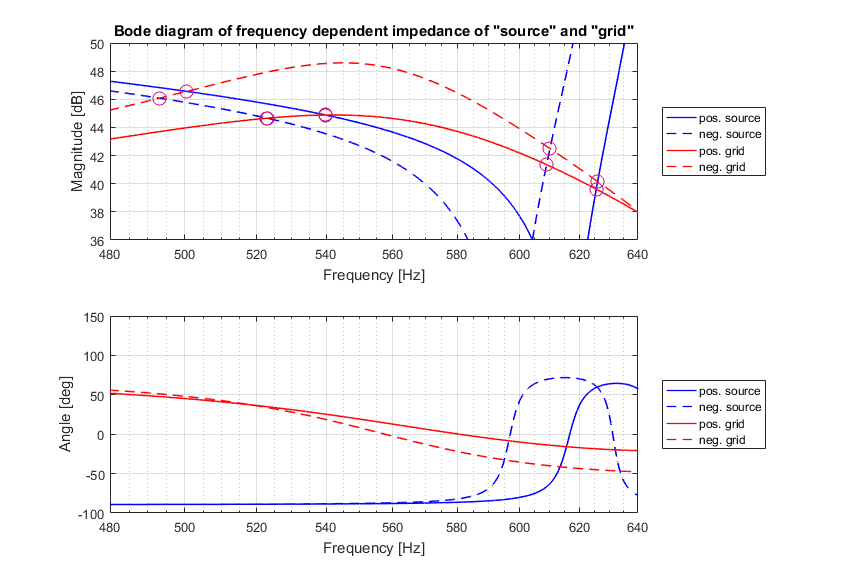 Bode diagram of frequency dependent impedance of "source" and "grid"
50
48
46
44
42
40
38
36
Magnitude [dB]
480 500 520 540 560 580 600 620 640
Frequency [Hz]
pos. source
neg. source
pos. grid
neg. grid
150
100
50
0
-50
-100
Angle [deg]
480 500 520 540 560 580 600 620 640
Frequency [Hz]
pos. source
neg. source
pos. grid
neg. grid